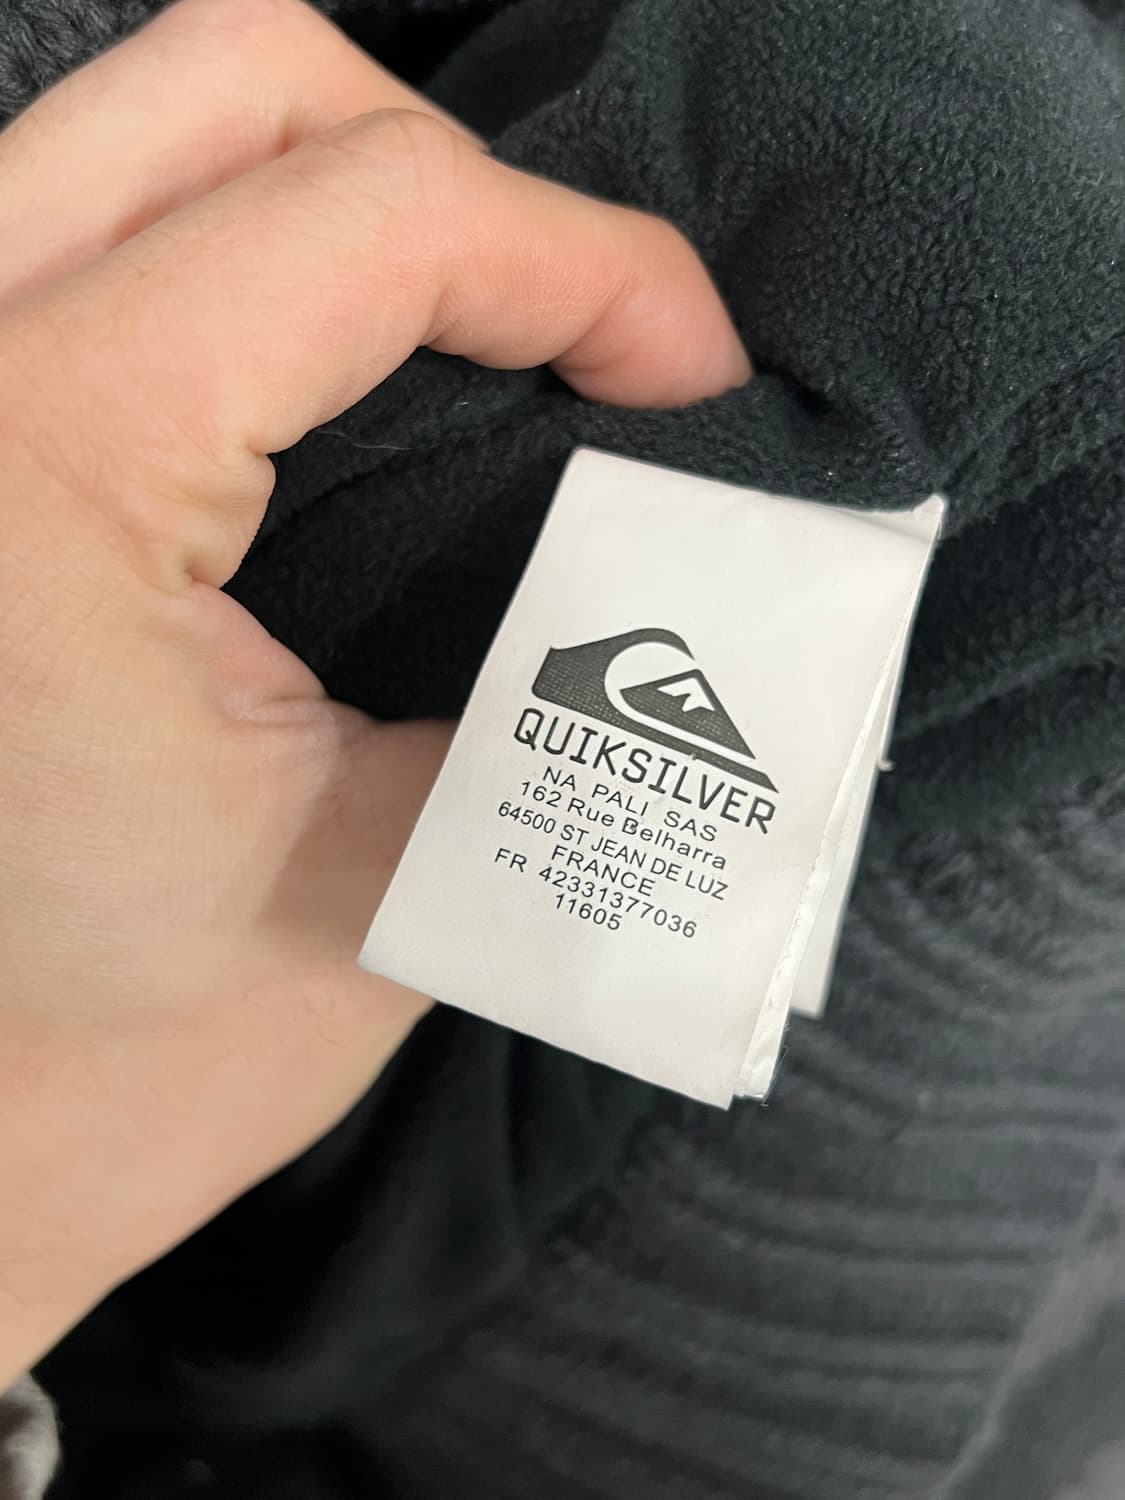 QUIKSILVER
NA PALI SAS
162 Rue Belharra
64500 ST JEAN DE LUZ
FRANCE
FR 42331377036
11605